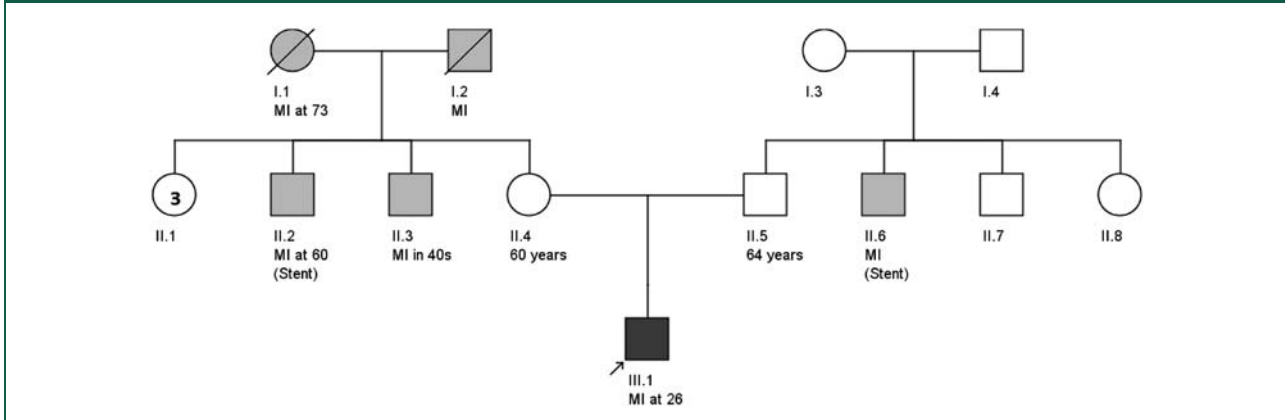 I.1
MI at 73
I.2
MI
I.3
I.4
3
II.1
II.2
MI at 60
(Stent)
II.3
MI in 40s
II.4
60 years
II.5
64 years
II.6
MI
(Stent)
II.7
II.8
III.1
MI at 26